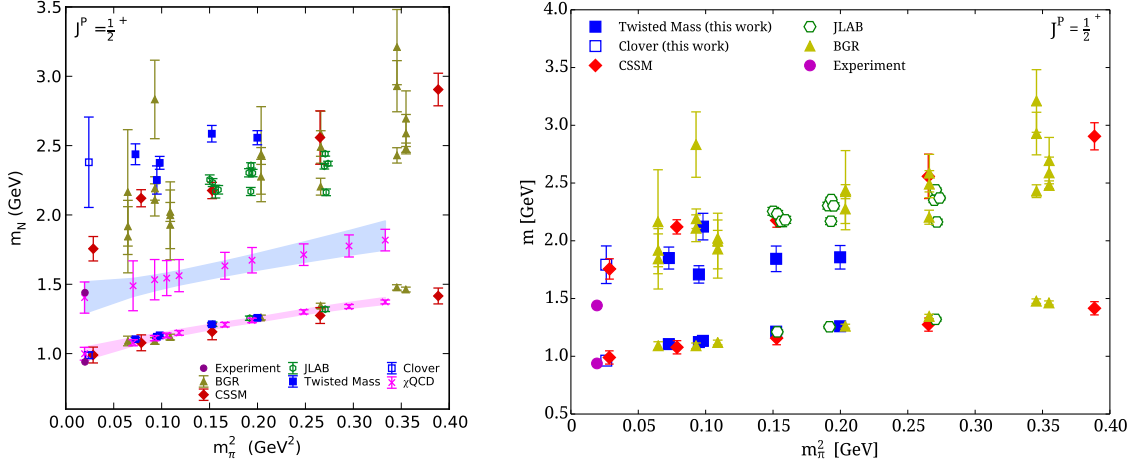 J^P = 1/2 ^+
m_N (GeV)
3.5
3.0
2.5
2.0
1.5
1.0
0.00 0.05 0.10 0.15 0.20 0.25 0.30 0.35 0.40
m_π^2 (GeV^2)
Experiment
BGR
CSSM
JLAB
Twisted Mass
Clover
χQCD
J^P = 1/2 ^+
m [GeV]
4.0
3.5
3.0
2.5
2.0
1.5
1.0
0.5
0.00 0.05 0.10 0.15 0.20 0.25 0.30 0.35 0.40
m_π^2 [GeV]
Twisted Mass (this work)
Clover (this work)
CSSM
JLAB
BGR
Experiment